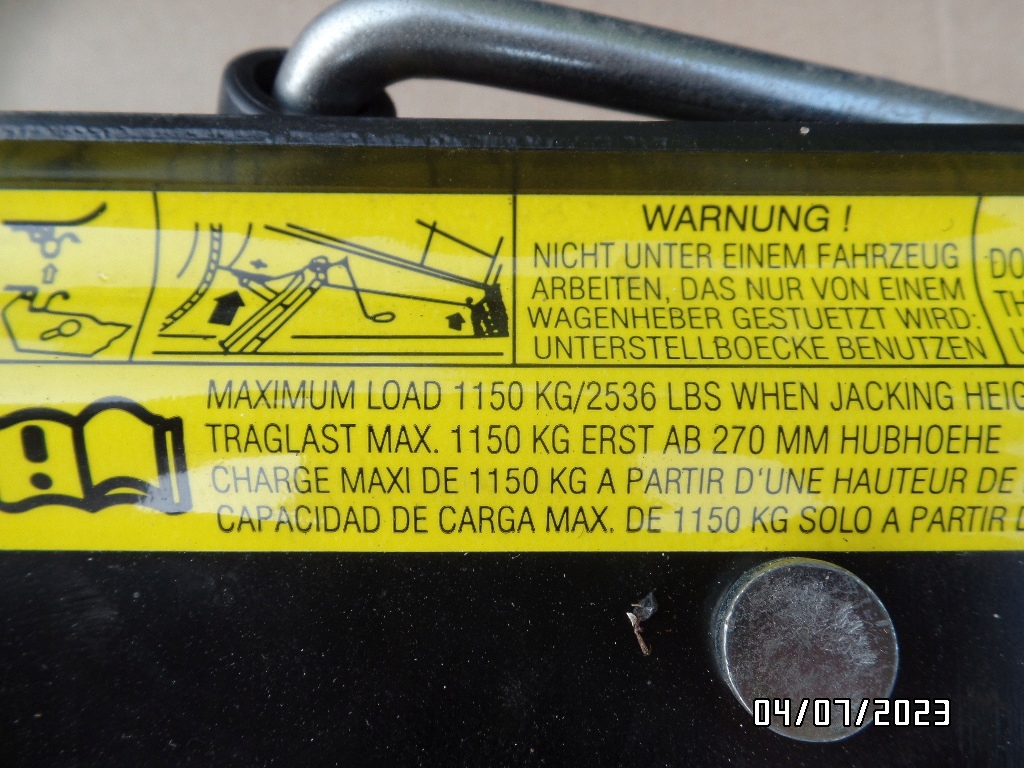 WARNUNG !
NICHT UNTER EINEM FAHRZEUG
ARBEITEN, DAS NUR VON EINEM
WAGENHEBER GESTUETZT WIRD:
UNTERSTELLBOECKE BENUTZEN
MAXIMUM LOAD 1150 KG/2536 LBS WHEN JACKING
TRAGLAST MAX. 1150 KG ERST AB 270 MM HUBHOEHE
CHARGE MAXI DE 1150 KG A PARTIR D'UNE HAUTEUR DE
CAPACIDAD DE CARGA MAX. DE 1150 KG SOLO A PARTIR
04/07/2023